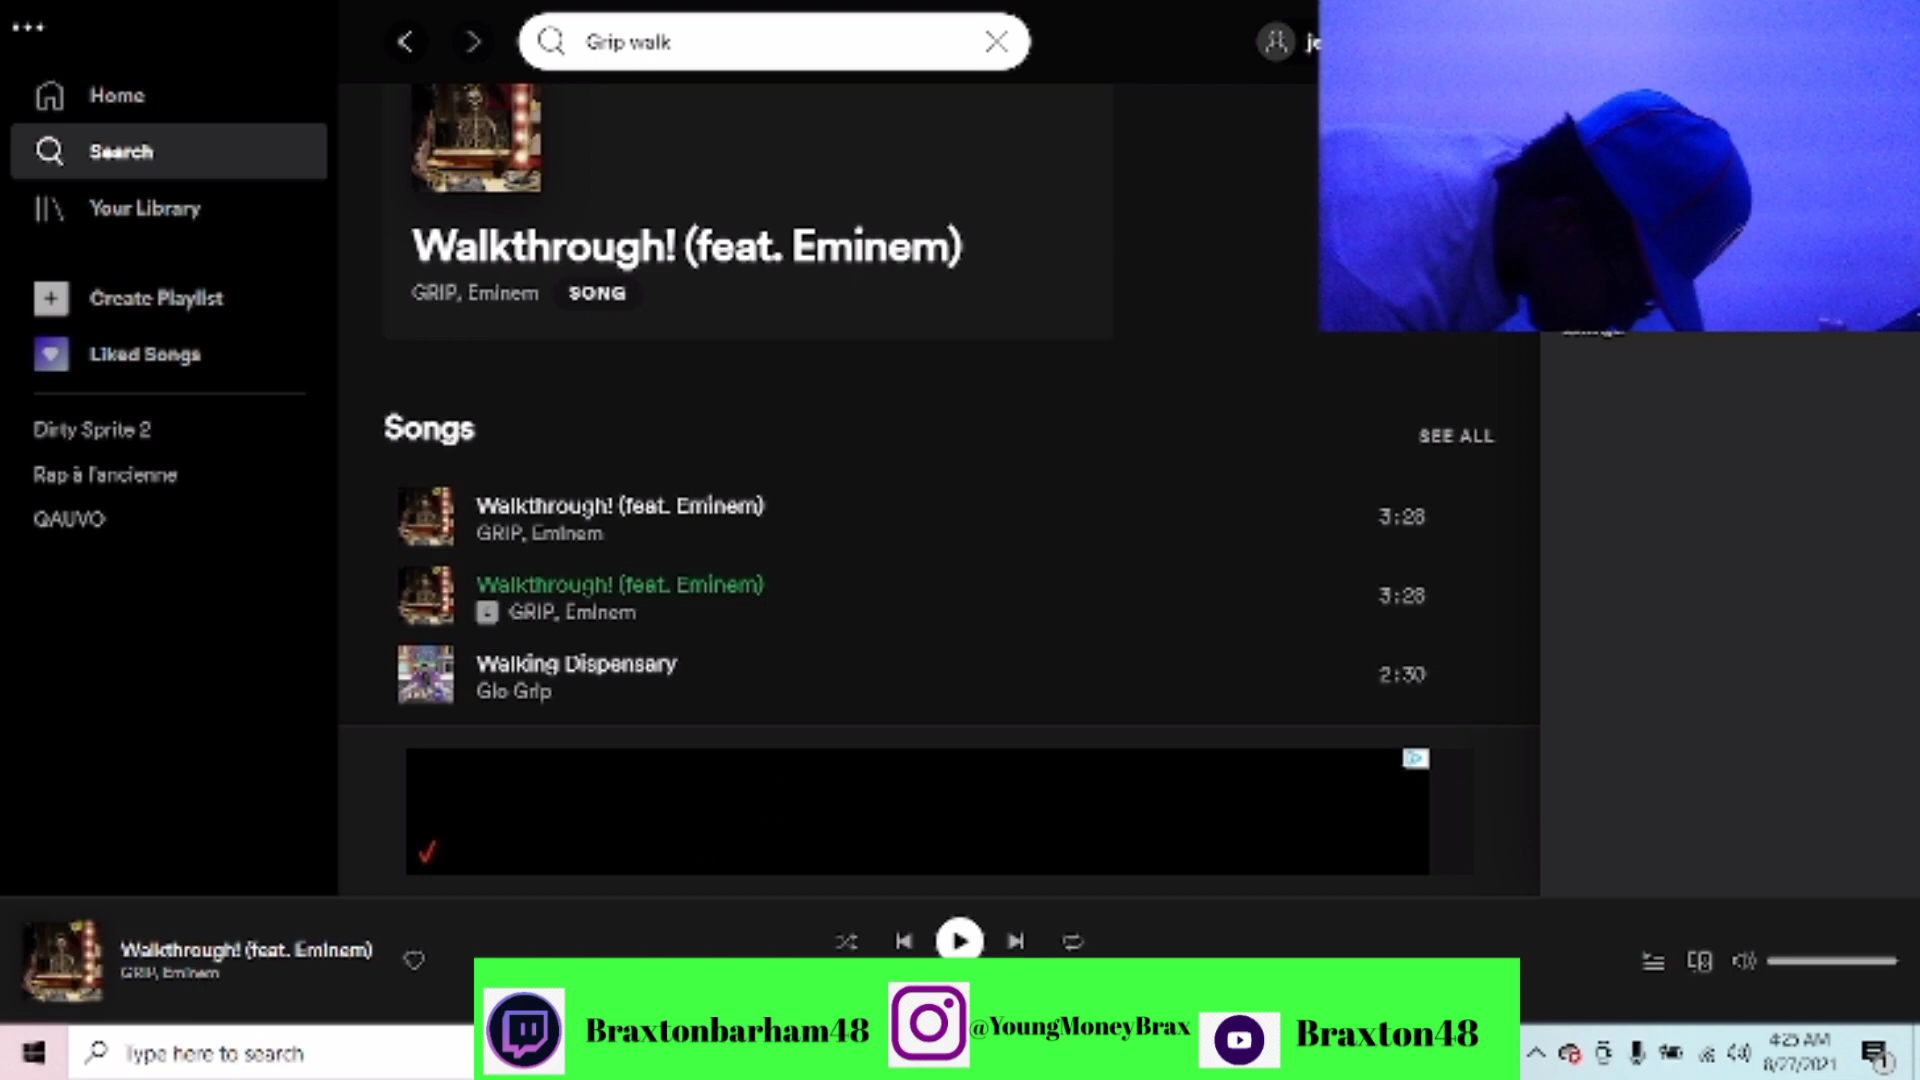 Grip walk
Home
Search
Your Library
Create Playlist
Liked Songs
Dirty Sprite 2
Rap à l'ancienne
QAUVO
Walkthrough! (feat. Eminem)
GRIP, Eminem SONG
Songs
SEE ALL
Walkthrough! (feat. Eminem)
GRIP, Eminem
3:28
Walkthrough! (feat. Eminem)
GRIP, Eminem
3:28
Walking Dispensary
Glo Grip
2:30
Walkthrough! (feat. Eminem)
GRIP, Eminem
Braxtonbarham48
@YoungMoneyBrax
Braxton48
Type here to search
4:25 AM
8/27/2021
1